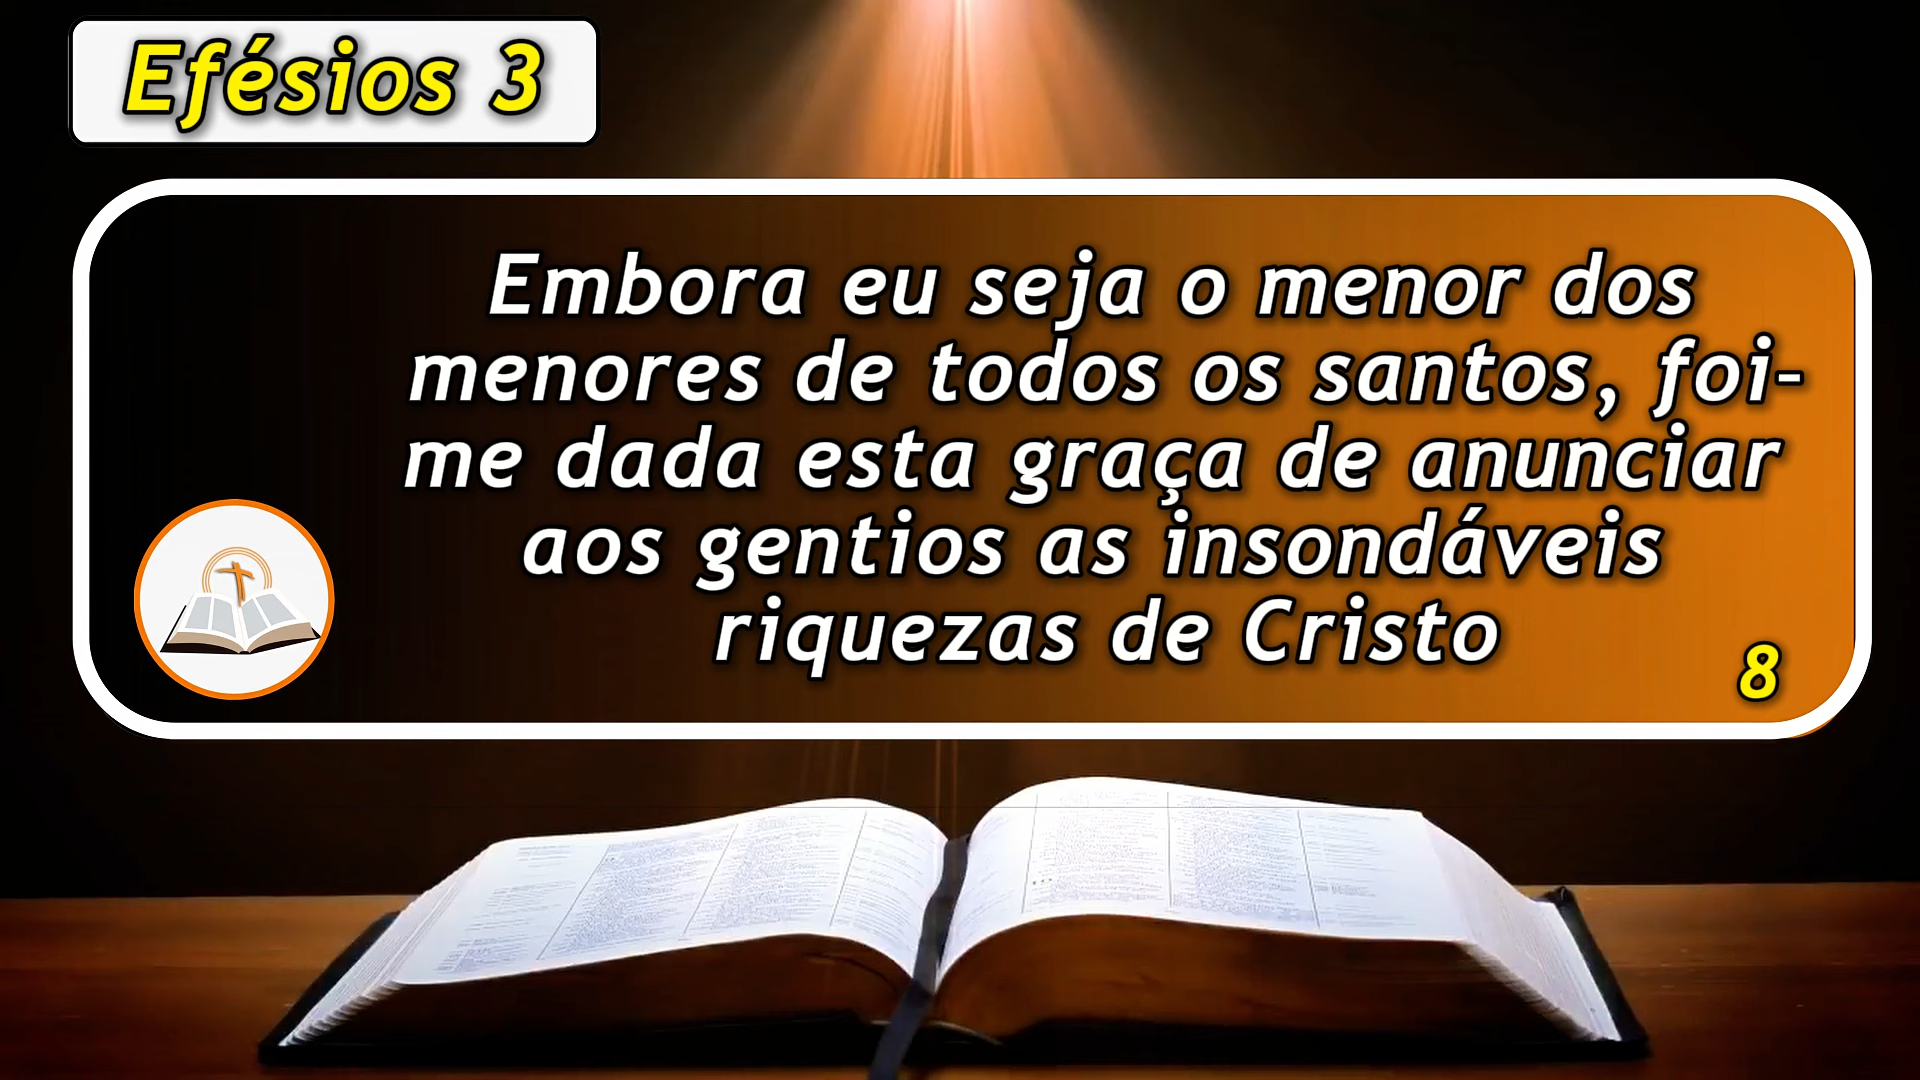 Efésios 3
Embora eu seja o menor dos
menores de todos os santos, foi-
me dada esta graça de anunciar
aos gentios as insondáveis
riquezas de Cristo
8